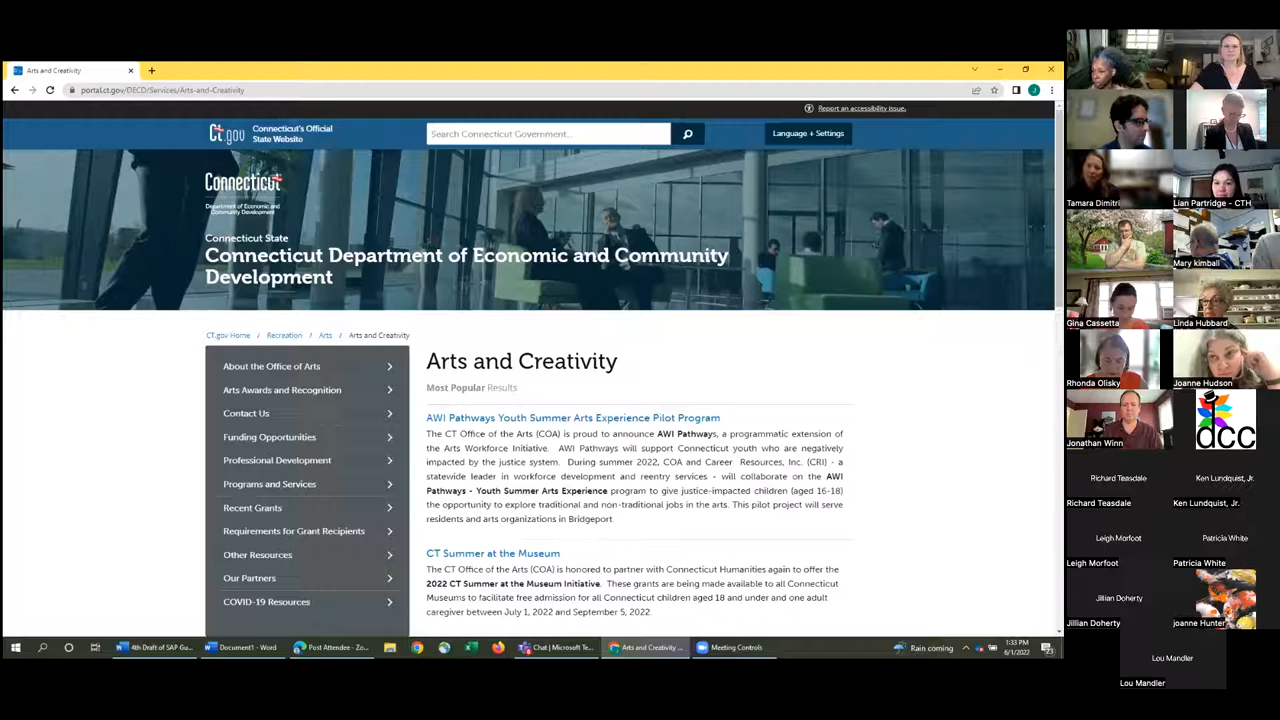 Arts and Creativity
portal.ct.gov/DECD/Services/Arts-and-Creativity
J
Report an accessibility issue.
Ct.gov
Connecticut's Official
State Website
Search Connecticut Government...
Language + Settings
Connecticut
Department of Economic and
Community Development
Connecticut State
Connecticut Department of Economic and Community
Development
CT.gov Home / Recreation / Arts / Arts and Creativity
About the Office of Arts
Arts Awards and Recognition
Contact Us
Funding Opportunities
Professional Development
Programs and Services
Recent Grants
Requirements for Grant Recipients
Other Resources
Our Partners
COVID-19 Resources
Arts and Creativity
Most Popular Results
AWI Pathways Youth Summer Arts Experience Pilot Program
The CT Office of the Arts (COA) is proud to announce AWI Pathways, a programmatic extension of
the Arts Workforce Initiative. AWI Pathways will support Connecticut youth who are negatively
impacted by the justice system. During summer 2022, COA and Career Resources, Inc. (CRI) - a
statewide leader in workforce development and reentry services - will collaborate on the AWI
Pathways - Youth Summer Arts Experience program to give justice-impacted children (aged 16-18)
the opportunity to explore traditional and non-traditional jobs in the arts. This pilot project will serve
residents and arts organizations in Bridgeport
CT Summer at the Museum
The CT Office of the Arts (COA) is honored to partner with Connecticut Humanities again to offer the
2022 CT Summer at the Museum Initiative. These grants are being made available to all Connecticut
Museums to facilitate free admission for all Connecticut children aged 18 and under and one adult
caregiver between July 1, 2022 and September 5, 2022.
4th Draft of SAP Gu...
Document1 - Word
Post Attendee - Zo...
Chat | Microsoft Te...
Arts and Creativity ...
Meeting Controls
Rain coming
1:33 PM
6/1/2022
23
Tamara Dimitri
Lian Partridge - CTH
Mary kimball
Gina Cassetta
Linda Hubbard
Rhonda Olisky
Joanne Hudson
Jonathan Winn
dcc
Richard Teasdale
Ken Lundquist, Jr.
Richard Teasdale
Ken Lundquist, Jr.
Leigh Morfoot
Patricia White
Leigh Morfoot
Patricia White
Jillian Doherty
Jillian Doherty
joanne Hunter
Lou Mandler
Lou Mandler